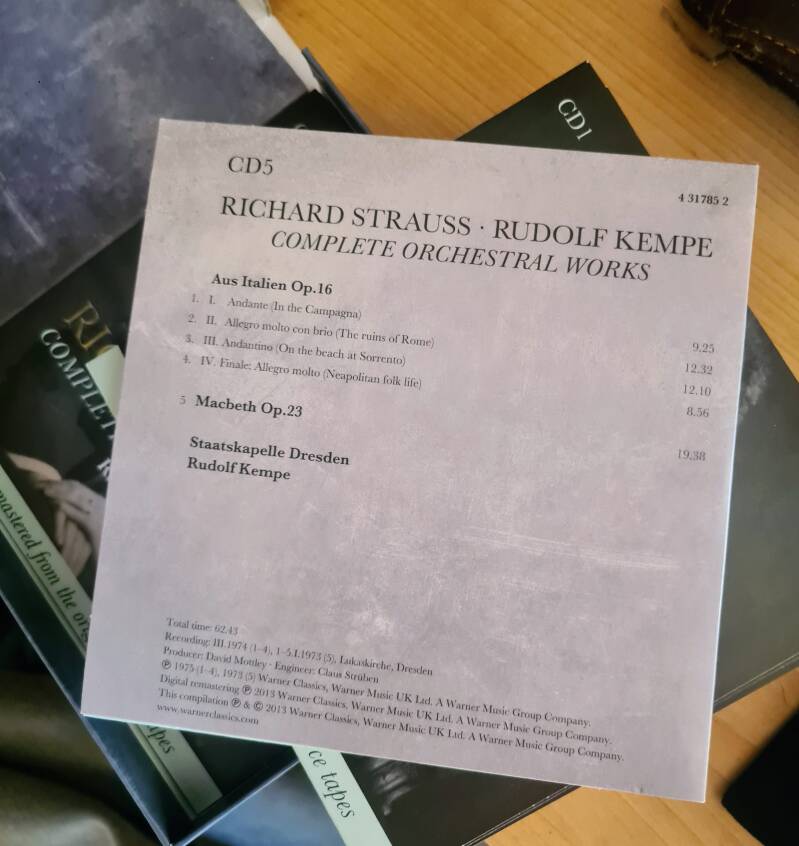 CD1
CD5
4 31785 2
RICHARD STRAUSS · RUDOLF KEMPE
COMPLETE ORCHESTRAL WORKS
Aus Italien Op.16
1. I. Andante (In the Campagna) 9.25
2. II. Allegro molto con brio (The ruins of Rome) 12.32
3. III. Andantino (On the beach at Sorrento) 12.10
4. IV. Finale: Allegro molto (Neapolitan folk life) 8.56
5 Macbeth Op.23 19.38
Staatskapelle Dresden
Rudolf Kempe
Total time: 62.43
Recording: III.1974 (1–4), 1–5.I.1973 (5), Lukaskirche, Dresden
Producer: David Mottley · Engineer: Claus Strüben
℗ 1975 (1–4), 1973 (5) Warner Classics, Warner Music UK Ltd. A Warner Music Group Company.
Digital remastering ℗ 2013 Warner Classics, Warner Music UK Ltd. A Warner Music Group Company.
This compilation ℗ & © 2013 Warner Classics, Warner Music UK Ltd. A Warner Music Group Company.
www.warnerclassics.com
RI
COMPLET
mastered from the ori
tapes
ce tapes